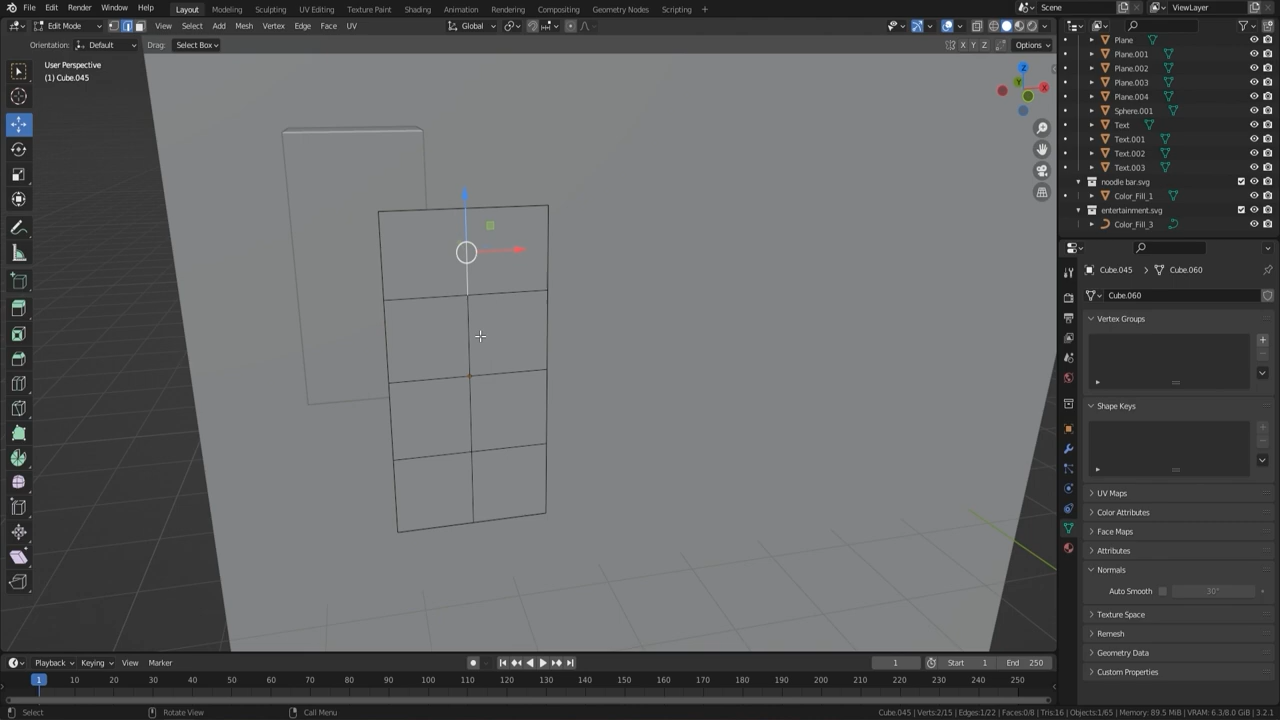 File Edit Render Window Help Layout Modeling Sculpting UV Editing Texture Paint Shading Animation Rendering Compositing Geometry Nodes Scripting + Scene ViewLayer
Edit Mode View Select Add Mesh Vertex Edge Face UV Global
Orientation: Default Drag: Select Box X Y Z Options
User Perspective
(1) Cube.045
Z
Y
X
Plane
Plane.001
Plane.002
Plane.003
Plane.004
Sphere.001
Text
Text.001
Text.002
Text.003
noodle bar.svg
Color_Fill_1
entertainment.svg
Color_Fill_3
Cube.045 Cube.060
Cube.060
Vertex Groups
Shape Keys
UV Maps
Color Attributes
Face Maps
Attributes
Normals
Auto Smooth 30°
Texture Space
Remesh
Geometry Data
Custom Properties
Playback Keying View Marker 1 Start 1 End 250
1 10 20 30 40 50 60 70 80 90 100 110 120 130 140 150 160 170 180 190 200 210 220 230 240 250
Select Rotate View Call Menu Cube.045 | Verts:2/15 | Edges:1/22 | Faces:0/8 | Tris:16 | Objects:1/65 | Memory: 89.5 MiB | VRAM: 6.3/8.0 GiB | 3.2.1